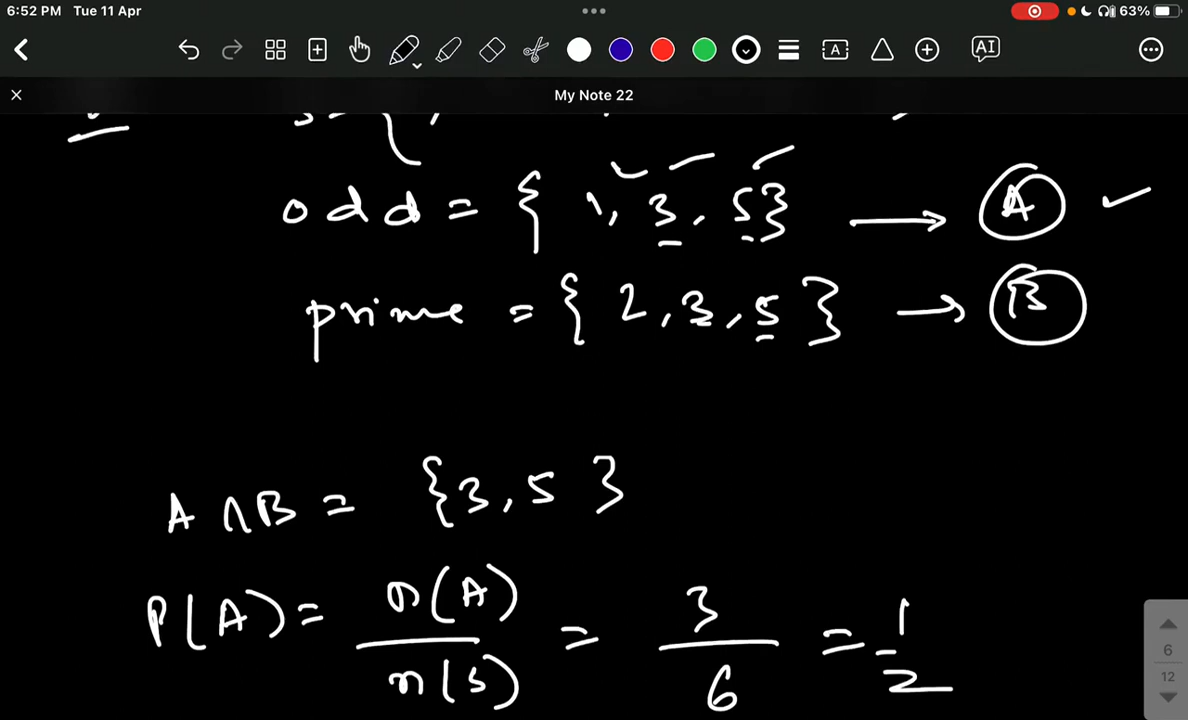 6:52 PM Tue 11 Apr
63%
A
AI
My Note 22
odd = { 1, 3, 5} → A ✓
prime = { 2, 3, 5 } → B
A ∩ B = {3, 5 }
P(A) = n(A) / n(S) = 3 / 6 = 1 / 2
6
12